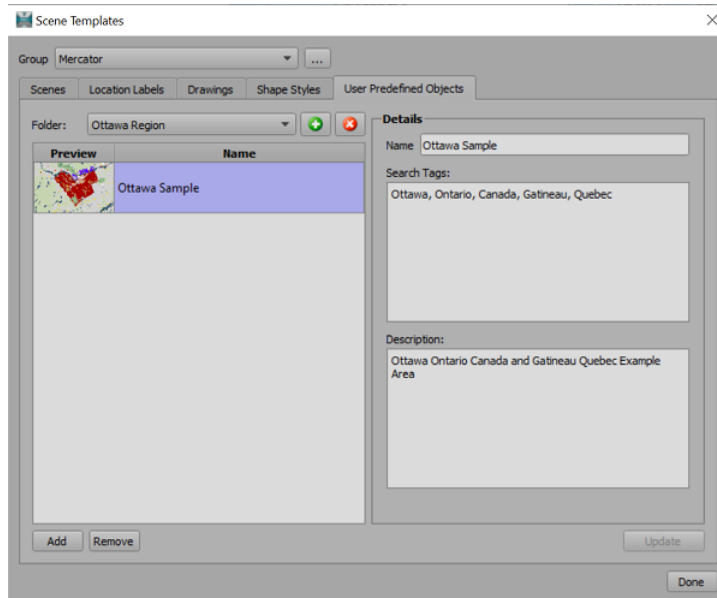 Scene Templates
Group Mercator ...
Scenes Location Labels Drawings Shape Styles User Predefined Objects
Folder: Ottawa Region
Preview Name
Ottawa Sample
Details
Name Ottawa Sample
Search Tags:
Ottawa, Ontario, Canada, Gatineau, Quebec
Description:
Ottawa Ontario Canada and Gatineau Quebec Example
Area
Add Remove
Update
Done